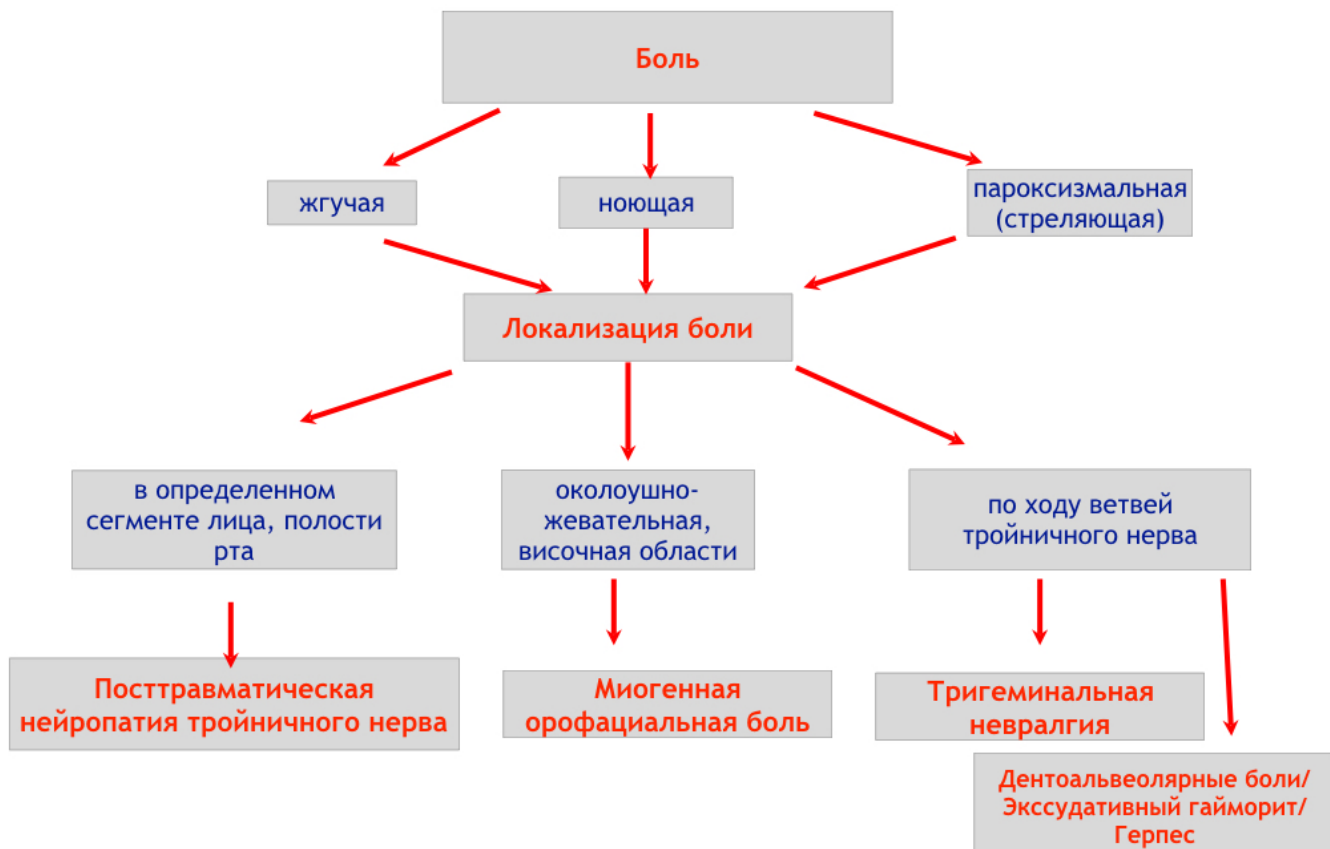 Боль
жгучая
ноющая
пароксизмальная
(стреляющая)
Локализация боли
в определенном
сегменте лица, полости
рта
околоушно-
жевательная,
височная области
по ходу ветвей
тройничного нерва
Посттравматическая
нейропатия тройничного нерва
Миогенная
орофациальная боль
Тригеминальная
невралгия
Дентоальвеолярные боли/
Экссудативный гайморит/
Герпес